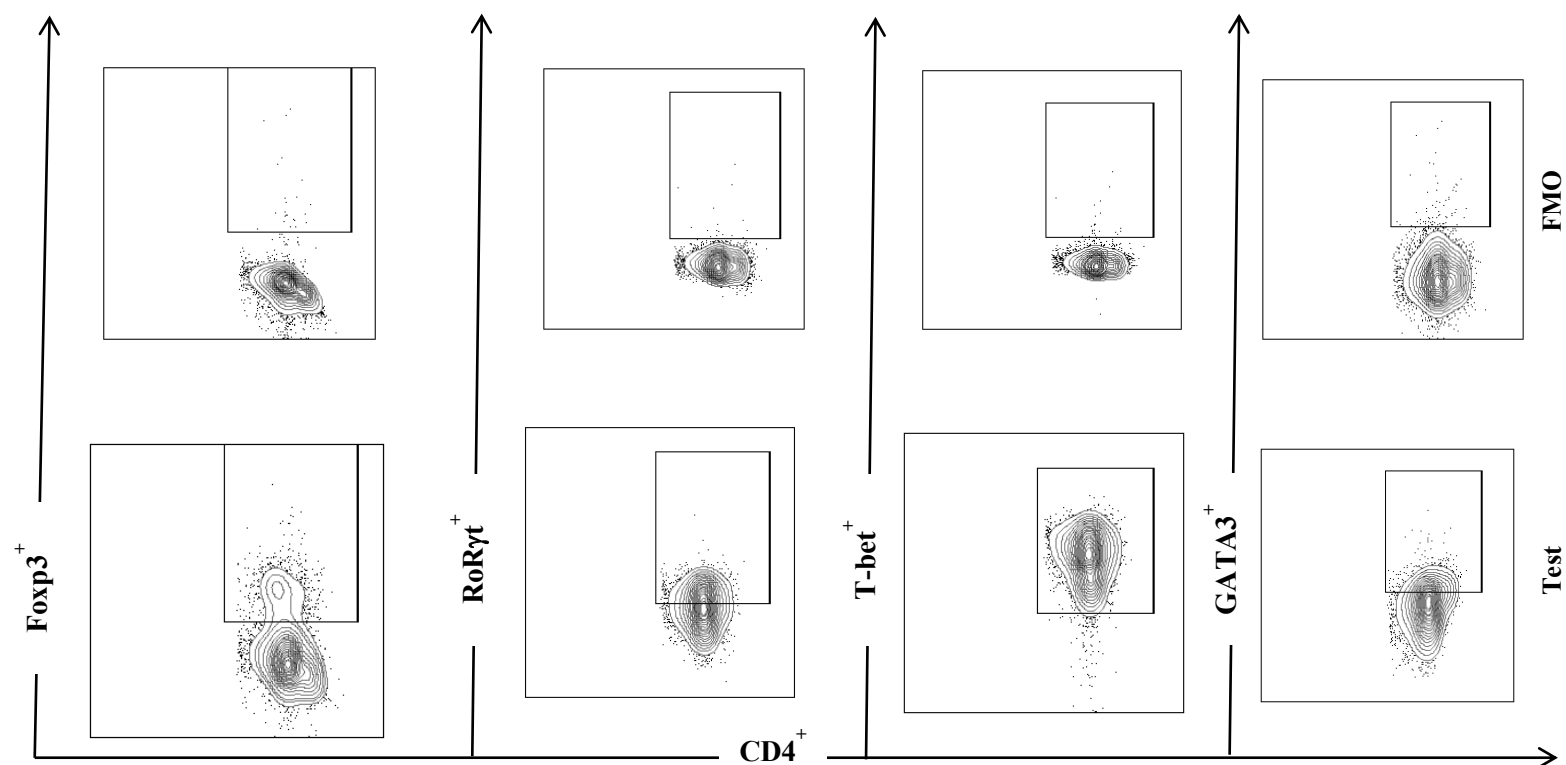 Foxp3+
RoRγt+
T-bet+
GATA3+
FMO
Test
CD4+